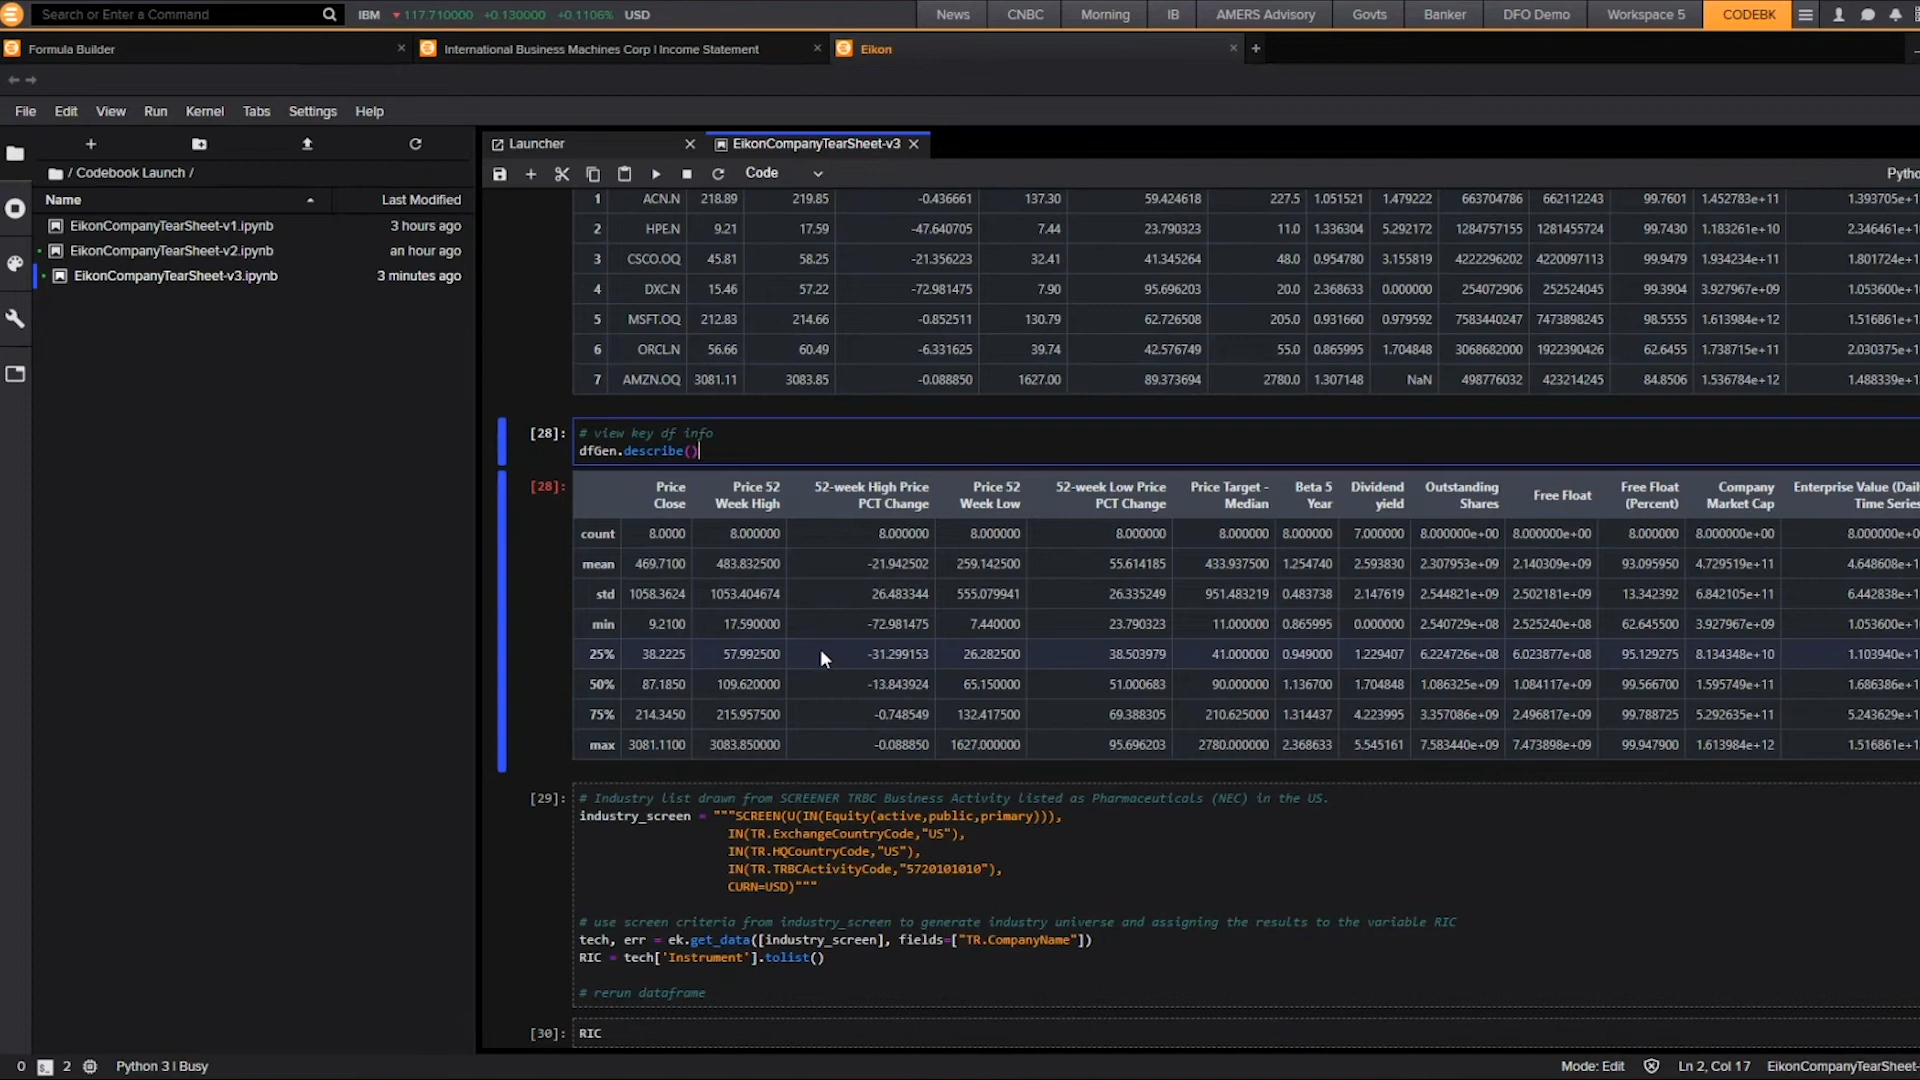 Search or Enter a Command
IBM 117.710000 +0.130000 +0.1106% USD
News CNBC Morning IB AMERS Advisory Govts Banker DFO Demo Workspace 5 CODEBK
Formula Builder
International Business Machines Corp | Income Statement
Eikon
File Edit View Run Kernel Tabs Settings Help
/ Codebook Launch /
Name Last Modified
EikonCompanyTearSheet-v1.ipynb 3 hours ago
EikonCompanyTearSheet-v2.ipynb an hour ago
EikonCompanyTearSheet-v3.ipynb 3 minutes ago
Launcher
EikonCompanyTearSheet-v3
Code
Pytho
1 ACN.N 218.89 219.85 -0.436661 137.30 59.424618 227.5 1.051521 1.479222 663704786 662112243 99.7601 1.452783e+11 1.393705e+1
2 HPE.N 9.21 17.59 -47.640705 7.44 23.790323 11.0 1.336304 5.292172 1284757155 1281455724 99.7430 1.183261e+10 2.346461e+1
3 CSCO.OQ 45.81 58.25 -21.356223 32.41 41.345264 48.0 0.954780 3.155819 4222296202 4220097113 99.9479 1.934234e+11 1.801724e+1
4 DXC.N 15.46 57.22 -72.981475 7.90 95.696203 20.0 2.368633 0.000000 254072906 252524045 99.3904 3.927967e+09 1.053600e+1
5 MSFT.OQ 212.83 214.66 -0.852511 130.79 62.726508 205.0 0.931660 0.979592 7583440247 7473898245 98.5555 1.613984e+12 1.516861e+1
6 ORCL.N 56.66 60.49 -6.331625 39.74 42.576749 55.0 0.865995 1.704848 3068682000 1922390426 62.6455 1.738715e+11 2.030375e+1
7 AMZN.OQ 3081.11 3083.85 -0.088850 1627.00 89.373694 2780.0 1.307148 NaN 498776032 423214245 84.8506 1.536784e+12 1.488339e+1
[28]: # view key df info
dfGen.describe()
[28]: Price Price 52 52-week High Price Price 52 52-week Low Price Price Target - Beta 5 Dividend Outstanding Free Float Free Float Company Enterprise Value (Dail
Close Week High PCT Change Week Low PCT Change Median Year yield Shares (Percent) Market Cap Time Series
count 8.0000 8.000000 8.000000 8.000000 8.000000 8.000000 8.000000 7.000000 8.000000e+00 8.000000e+00 8.000000 8.000000e+00 8.000000e+0
mean 469.7100 483.832500 -21.942502 259.142500 55.614185 433.937500 1.254740 2.593830 2.307953e+09 2.140309e+09 93.095950 4.729519e+11 4.648608e+1
std 1058.3624 1053.404674 26.483344 555.079941 26.335249 951.483219 0.483738 2.147619 2.544821e+09 2.502181e+09 13.342392 6.842105e+11 6.442838e+1
min 9.2100 17.590000 -72.981475 7.440000 23.790323 11.000000 0.865995 0.000000 2.540729e+08 2.525240e+08 62.645500 3.927967e+09 1.053600e+1
25% 38.2225 57.992500 -31.299153 26.282500 38.503979 41.000000 0.949000 1.229407 6.224726e+08 6.023877e+08 95.129275 8.134348e+10 1.103940e+1
50% 87.1850 109.620000 -13.843924 65.150000 51.000683 90.000000 1.136700 1.704848 1.086325e+09 1.084117e+09 99.566700 1.595749e+11 1.686386e+1
75% 214.3450 215.957500 -0.748549 132.417500 69.388305 210.625000 1.314437 4.223995 3.357086e+09 2.496817e+09 99.788725 5.292635e+11 5.243629e+1
max 3081.1100 3083.850000 -0.088850 1627.000000 95.696203 2780.000000 2.368633 5.545161 7.583440e+09 7.473898e+09 99.947900 1.613984e+12 1.516861e+1
[29]: # Industry list drawn from SCREENER TRBC Business Activity listed as Pharmaceuticals (NEC) in the US.
industry_screen = """SCREEN(U(IN(Equity(active,public,primary))),
IN(TR.ExchangeCountryCode,"US"),
IN(TR.HQCountryCode,"US"),
IN(TR.TRBCActivityCode,"5720101010"),
CURN=USD)"""
# use screen criteria from industry_screen to generate industry universe and assigning the results to the variable RIC
tech, err = ek.get_data([industry_screen], fields=["TR.CompanyName"])
RIC = tech['Instrument'].tolist()
# rerun dataframe
[30]: RIC
0 2 Python 3 | Busy
Mode: Edit Ln 2, Col 17 EikonCompanyTearSheet-